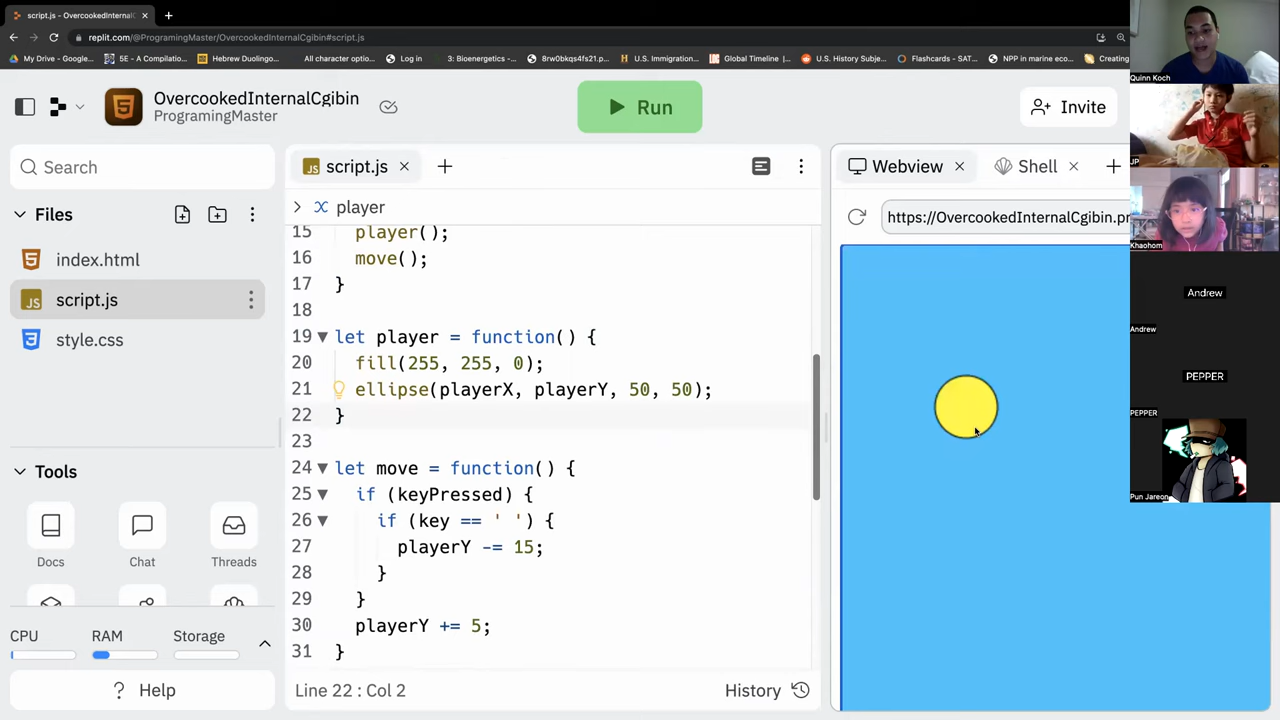 script.js - OvercookedInternalC
replit.com/@ProgramingMaster/OvercookedInternalCgibin#script.js
My Drive - Google...
5E - A Compilatio...
Hebrew Duolingo...
All character optio...
Log in
3: Bioenergetics -...
8rw0bkqs4fs21.p...
U.S. Immigration...
Global Timeline |...
U.S. History Subje...
Flashcards - SAT...
NPP in marine eco...
Creating
OvercookedInternalCgibin
ProgramingMaster
Run
Invite
Search
Files
index.html
script.js
style.css
Tools
Docs
Chat
Threads
CPU
RAM
Storage
? Help
script.js
player
15 player();
16 move();
17 }
18
19 let player = function() {
20 fill(255, 255, 0);
21 ellipse(playerX, playerY, 50, 50);
22 }
23
24 let move = function() {
25 if (keyPressed) {
26 if (key == ' ') {
27 playerY -= 15;
28 }
29 }
30 playerY += 5;
31 }
Line 22 : Col 2
History
Webview
Shell
https://OvercookedInternalCgibin.pr
Quinn Koch
JP
Khaohom
Andrew
Andrew
PEPPER
PEPPER
Pun Jareon